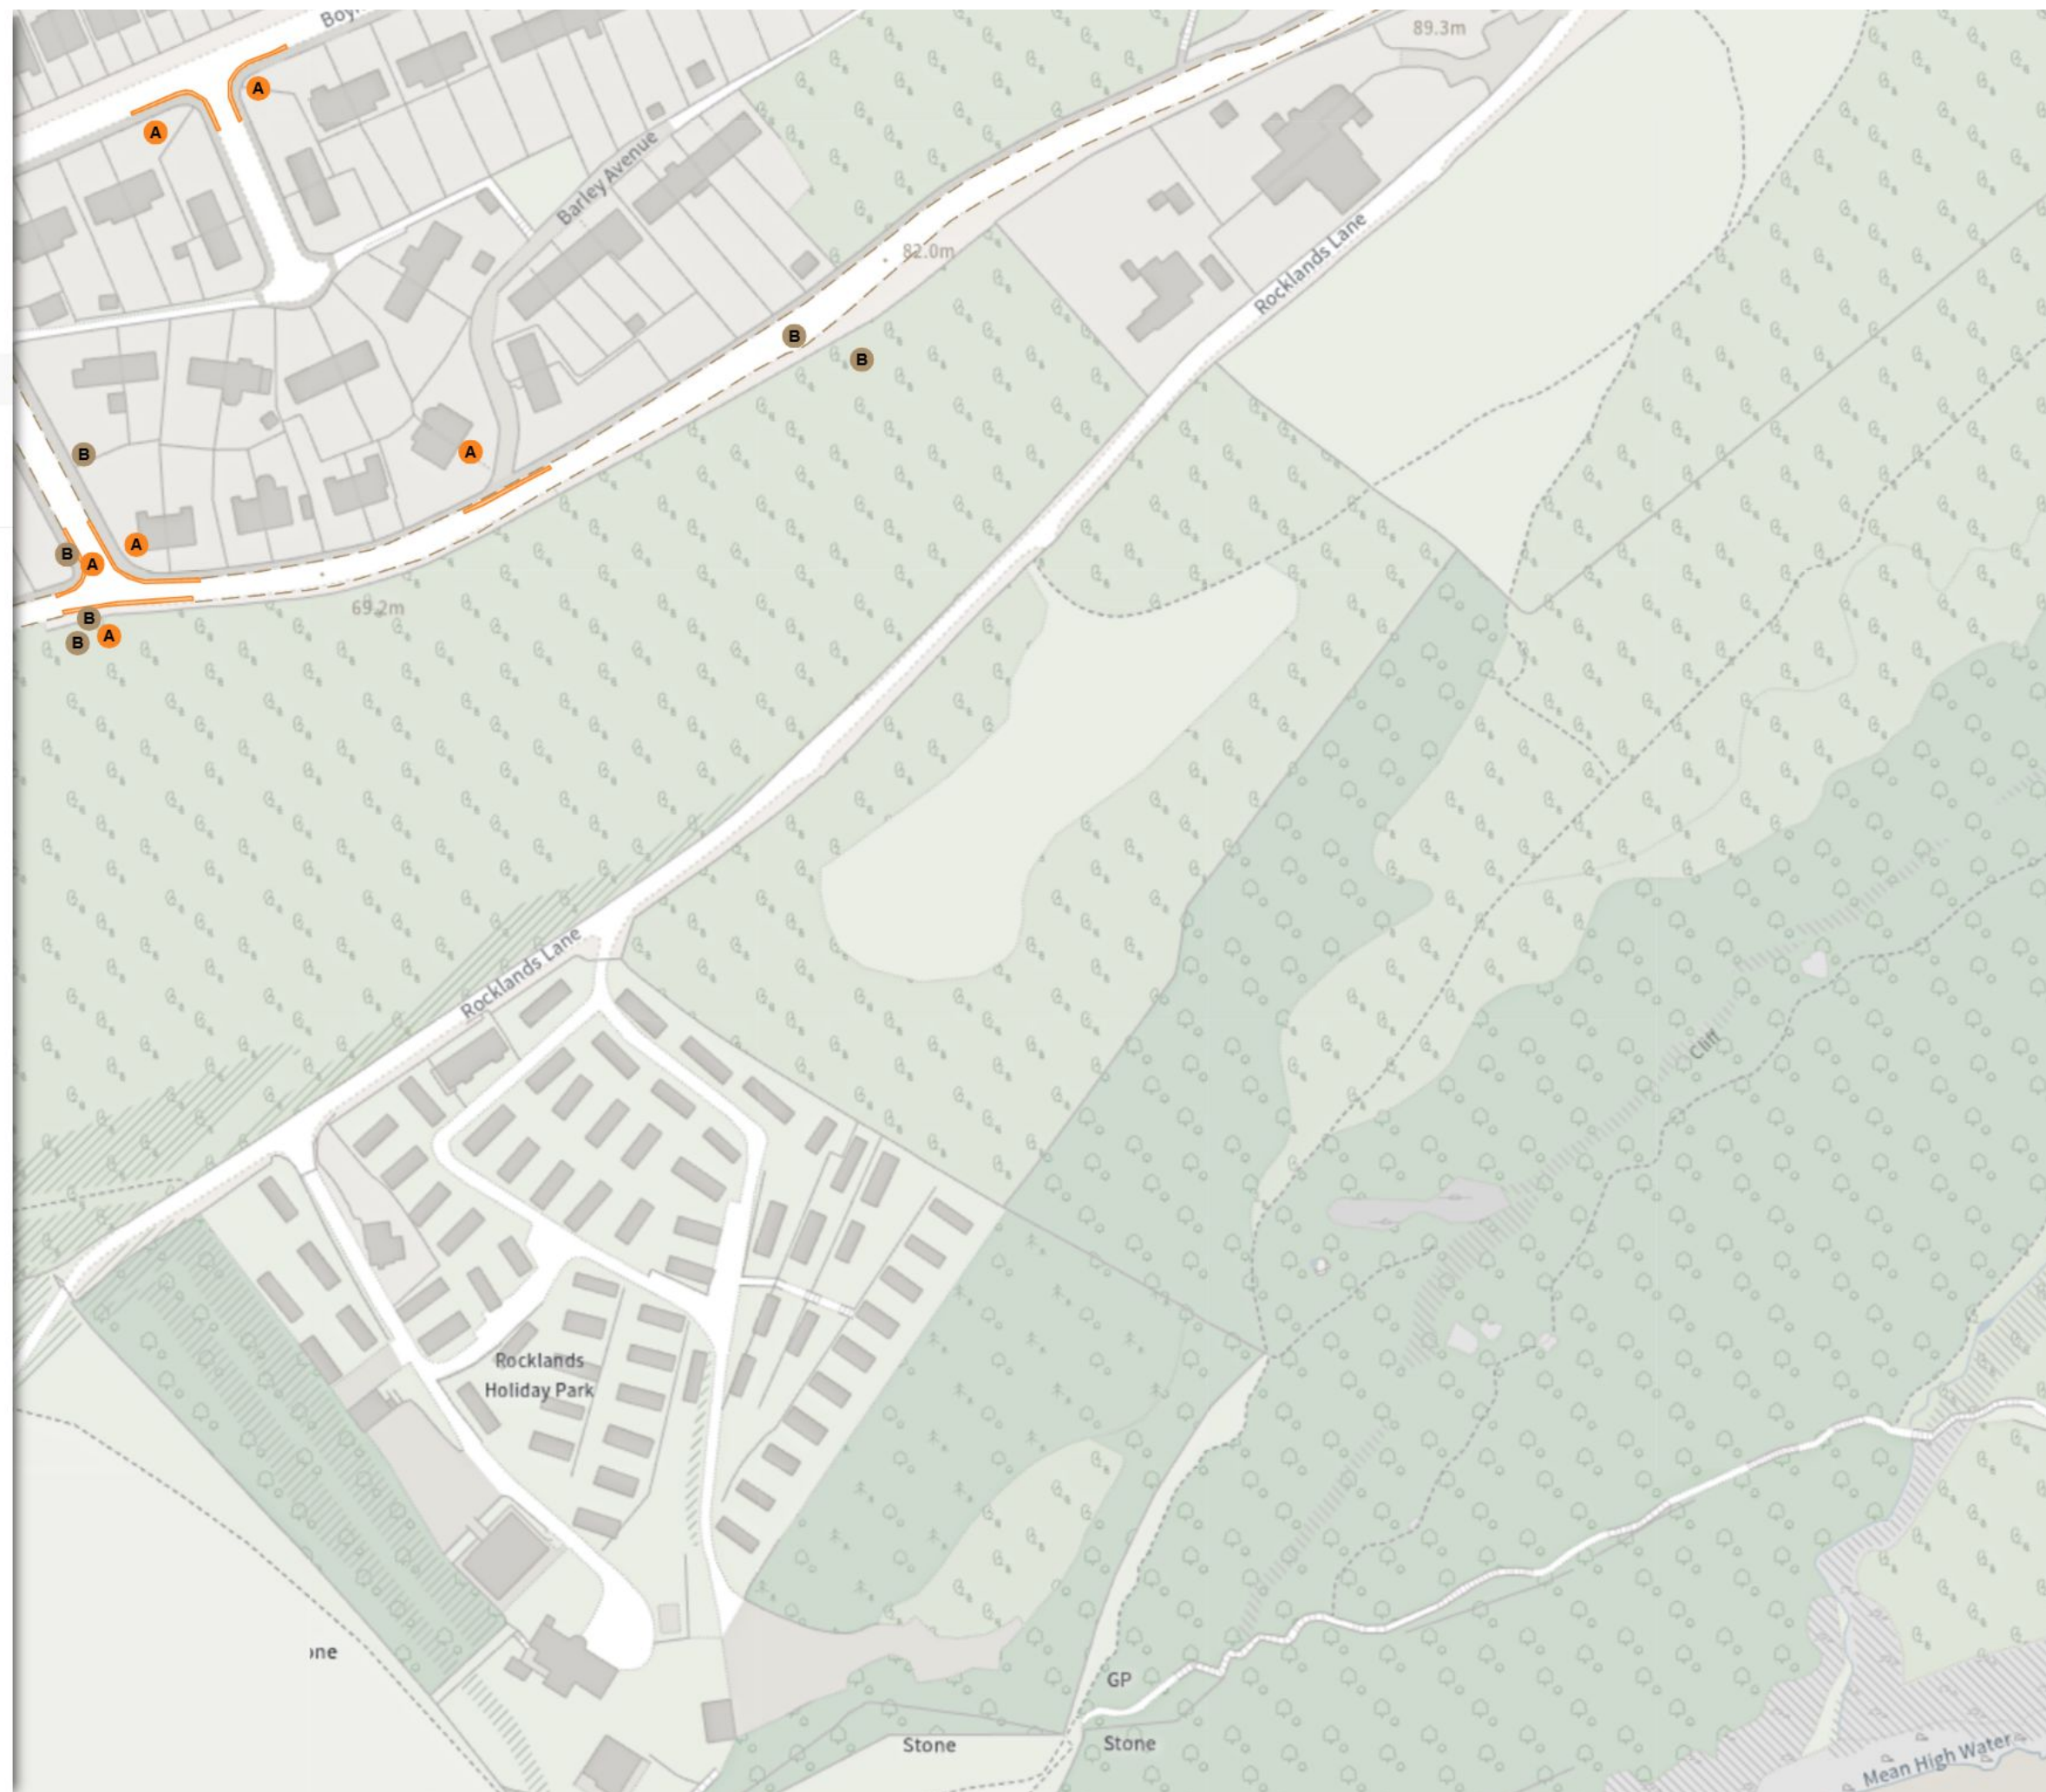 89.3m
A
A
Barley Avenue
82.0m
Rocklands Lane
B
B
A
B
A
B
A
69.2m
B
A
B
Rocklands Lane
Cliff
Rocklands
Holiday Park
GP
Stone
Stone
Mean High Water